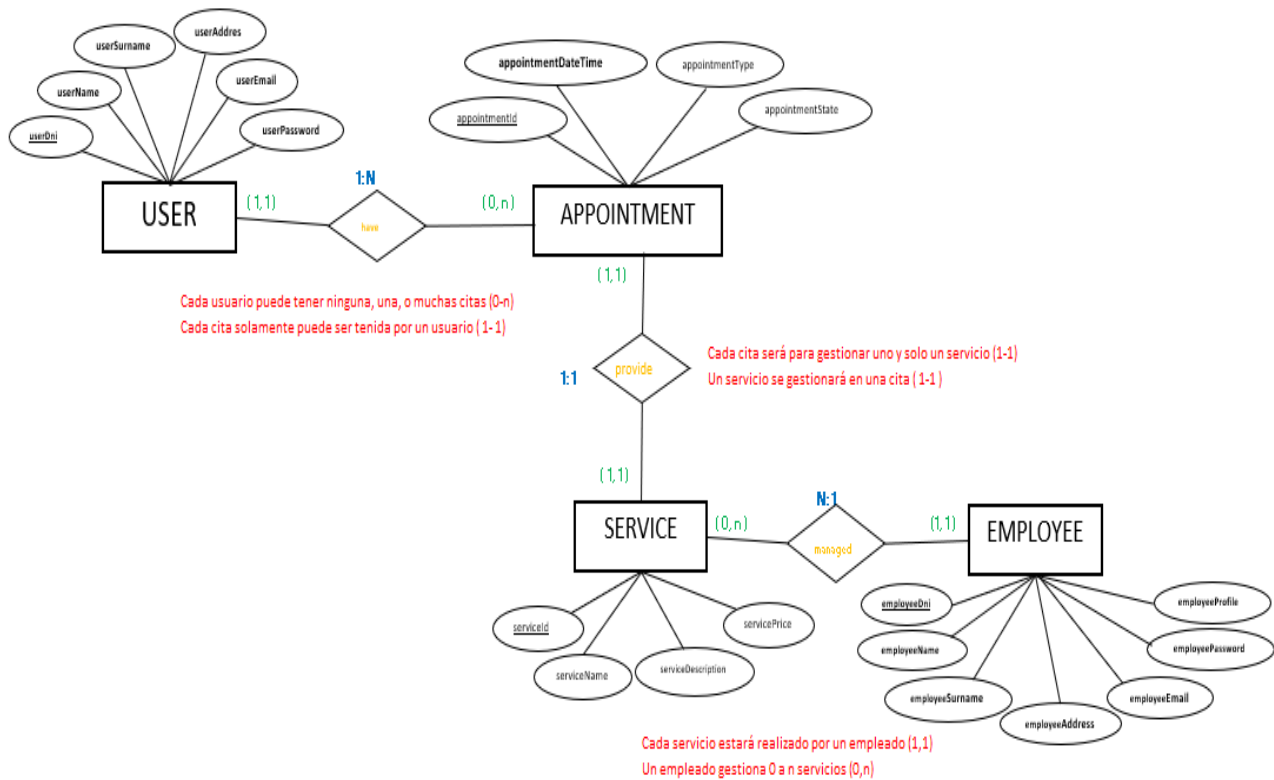 userAddres
userSurname
userEmail
userName
userPassword
userDni
appointmentDateTime
appointmentType
appointmentState
appointmentId
1:N
USER
(1,1)
have
(0,n)
APPOINTMENT
(1,1)
Cada usuario puede tener ninguna, una, o muchas citas (0-n)
Cada cita solamente puede ser tenida por un usuario ( 1- 1)
1:1
provide
Cada cita será para gestionar uno y solo un servicio (1-1)
Un servicio se gestionará en una cita ( 1-1 )
(1,1)
SERVICE
(0,n)
N:1
managed
(1,1)
EMPLOYEE
serviceId
serviceName
serviceDescription
servicePrice
employeeDni
employeeName
employeeSurname
employeeAddress
employeeEmail
employeePassword
employeeProfile
Cada servicio estará realizado por un empleado (1,1)
Un empleado gestiona 0 a n servicios (0,n)